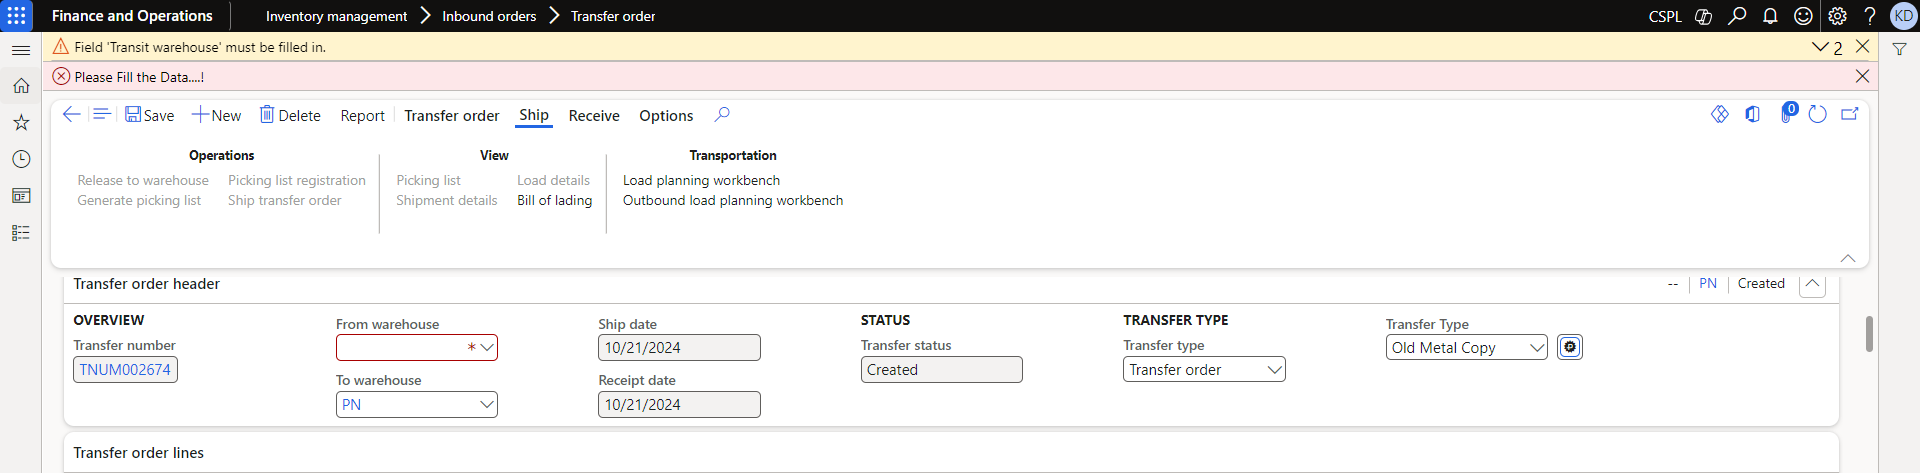 Finance and Operations
Inventory management > Inbound orders > Transfer order
CSPL
KD
Field 'Transit warehouse' must be filled in.
2
Please Fill the Data....!
Save
New
Delete
Report
Transfer order
Ship
Receive
Options
0
Operations
Release to warehouse
Picking list registration
Generate picking list
Ship transfer order
View
Picking list
Load details
Shipment details
Bill of lading
Transportation
Load planning workbench
Outbound load planning workbench
Transfer order header
--
PN
Created
OVERVIEW
Transfer number
TNUM002674
From warehouse
*
To warehouse
PN
Ship date
10/21/2024
Receipt date
10/21/2024
STATUS
Transfer status
Created
TRANSFER TYPE
Transfer type
Transfer order
Transfer Type
Old Metal Copy
Transfer order lines